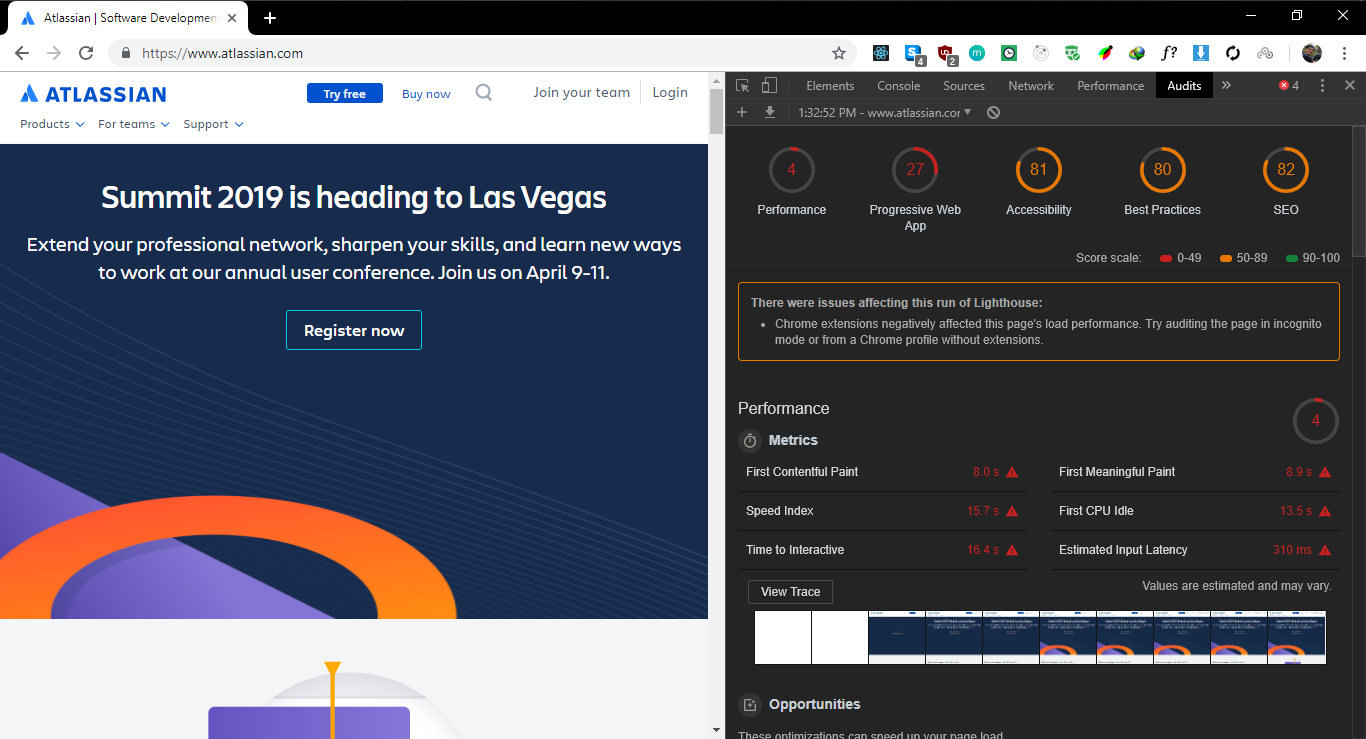 Atlassian | Software Developmen
https://www.atlassian.com
4
2
f?
ATLASSIAN
Try free
Buy now
Join your team
Login
Products
For teams
Support
Summit 2019 is heading to Las Vegas
Extend your professional network, sharpen your skills, and learn new ways
to work at our annual user conference. Join us on April 9-11.
Register now
Elements
Console
Sources
Network
Performance
Audits
»
4
1:32:52 PM - www.atlassian.cor
4
27
81
80
82
Performance
Progressive Web
App
Accessibility
Best Practices
SEO
Score scale:
0-49
50-89
90-100
There were issues affecting this run of Lighthouse:
• Chrome extensions negatively affected this page's load performance. Try auditing the page in incognito
mode or from a Chrome profile without extensions.
Performance
4
Metrics
First Contentful Paint
8.0 s
First Meaningful Paint
8.9 s
Speed Index
15.7 s
First CPU Idle
13.5 s
Time to Interactive
16.4 s
Estimated Input Latency
310 ms
View Trace
Values are estimated and may vary.
Opportunities
These optimizations can speed up your page load.